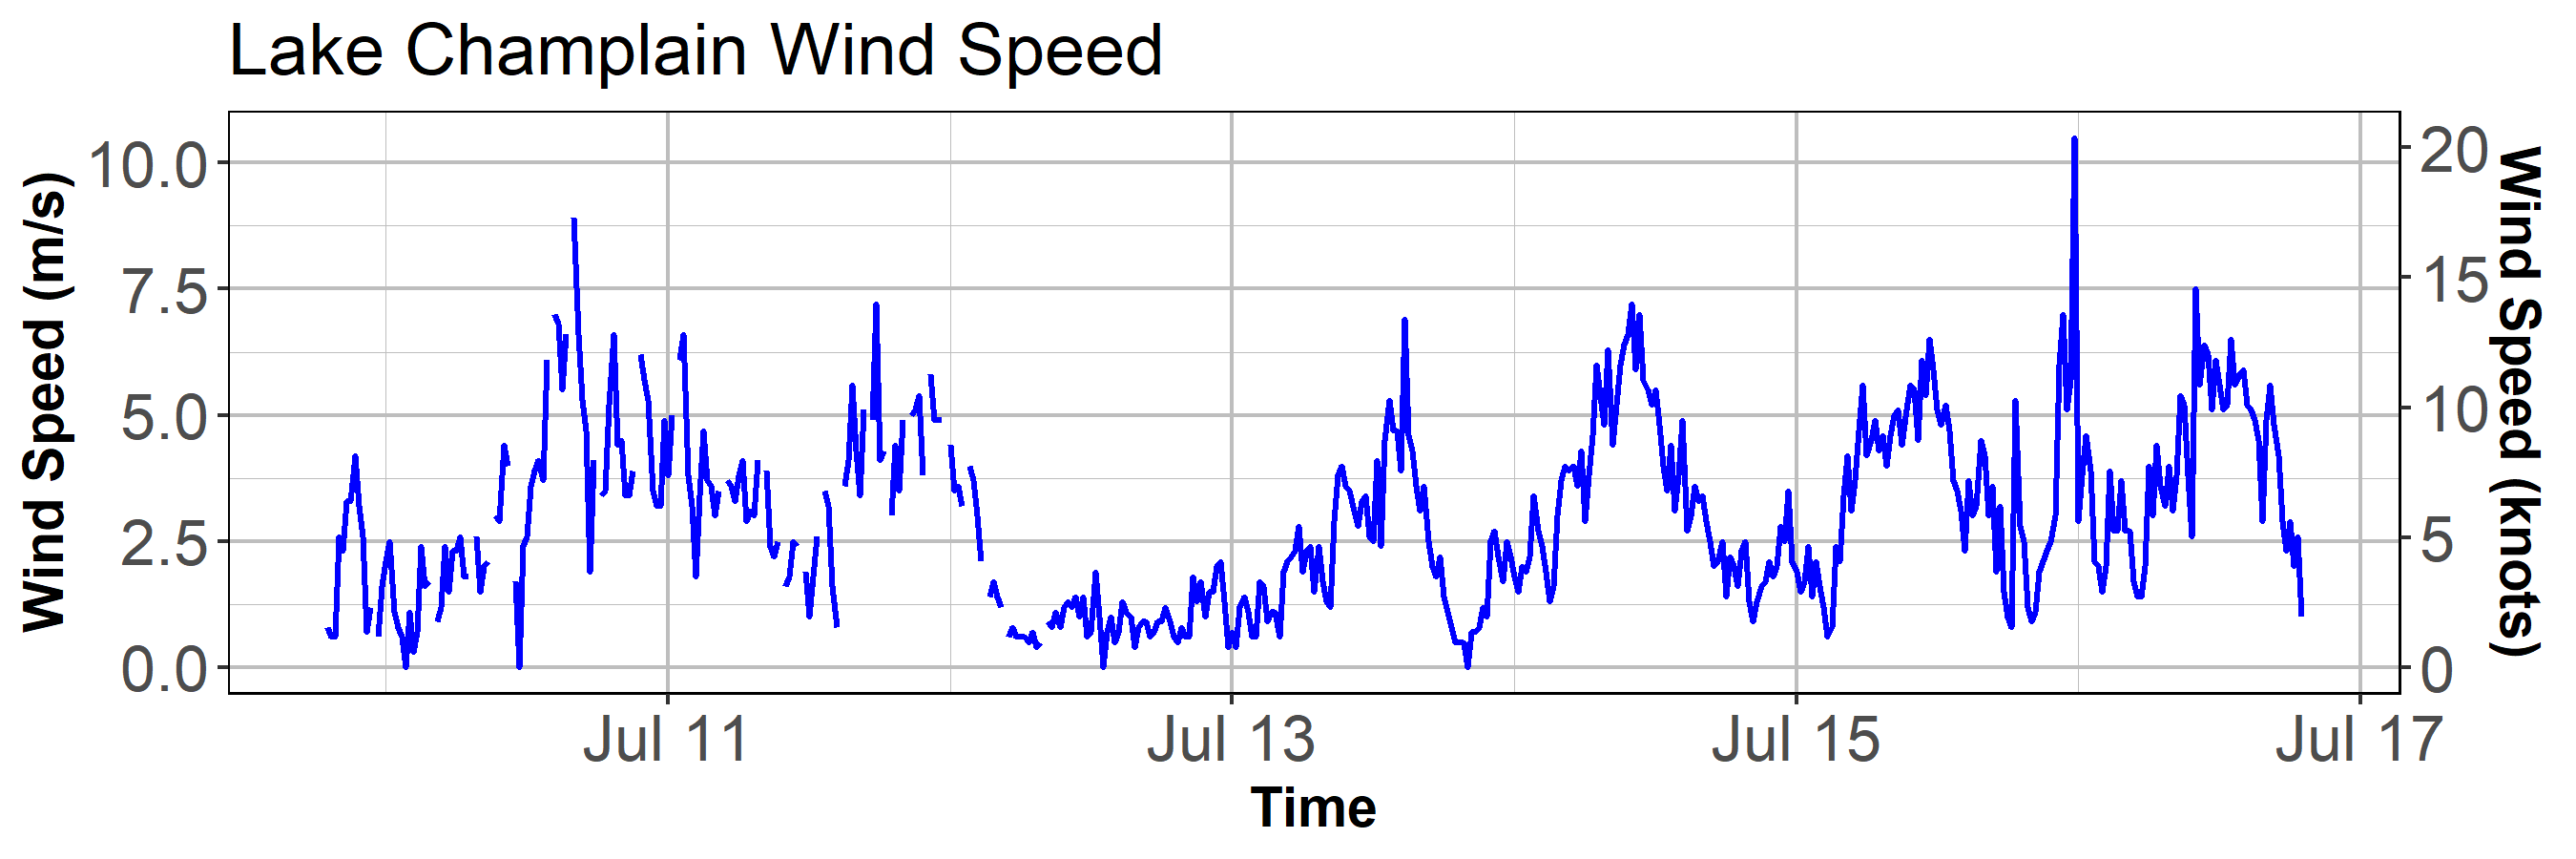 Lake Champlain Wind Speed
Wind Speed (m/s)
10.0
7.5
5.0
2.5
0.0
20
15
10
5
0
Wind Speed (knots)
Jul 11
Jul 13
Jul 15
Jul 17
Time